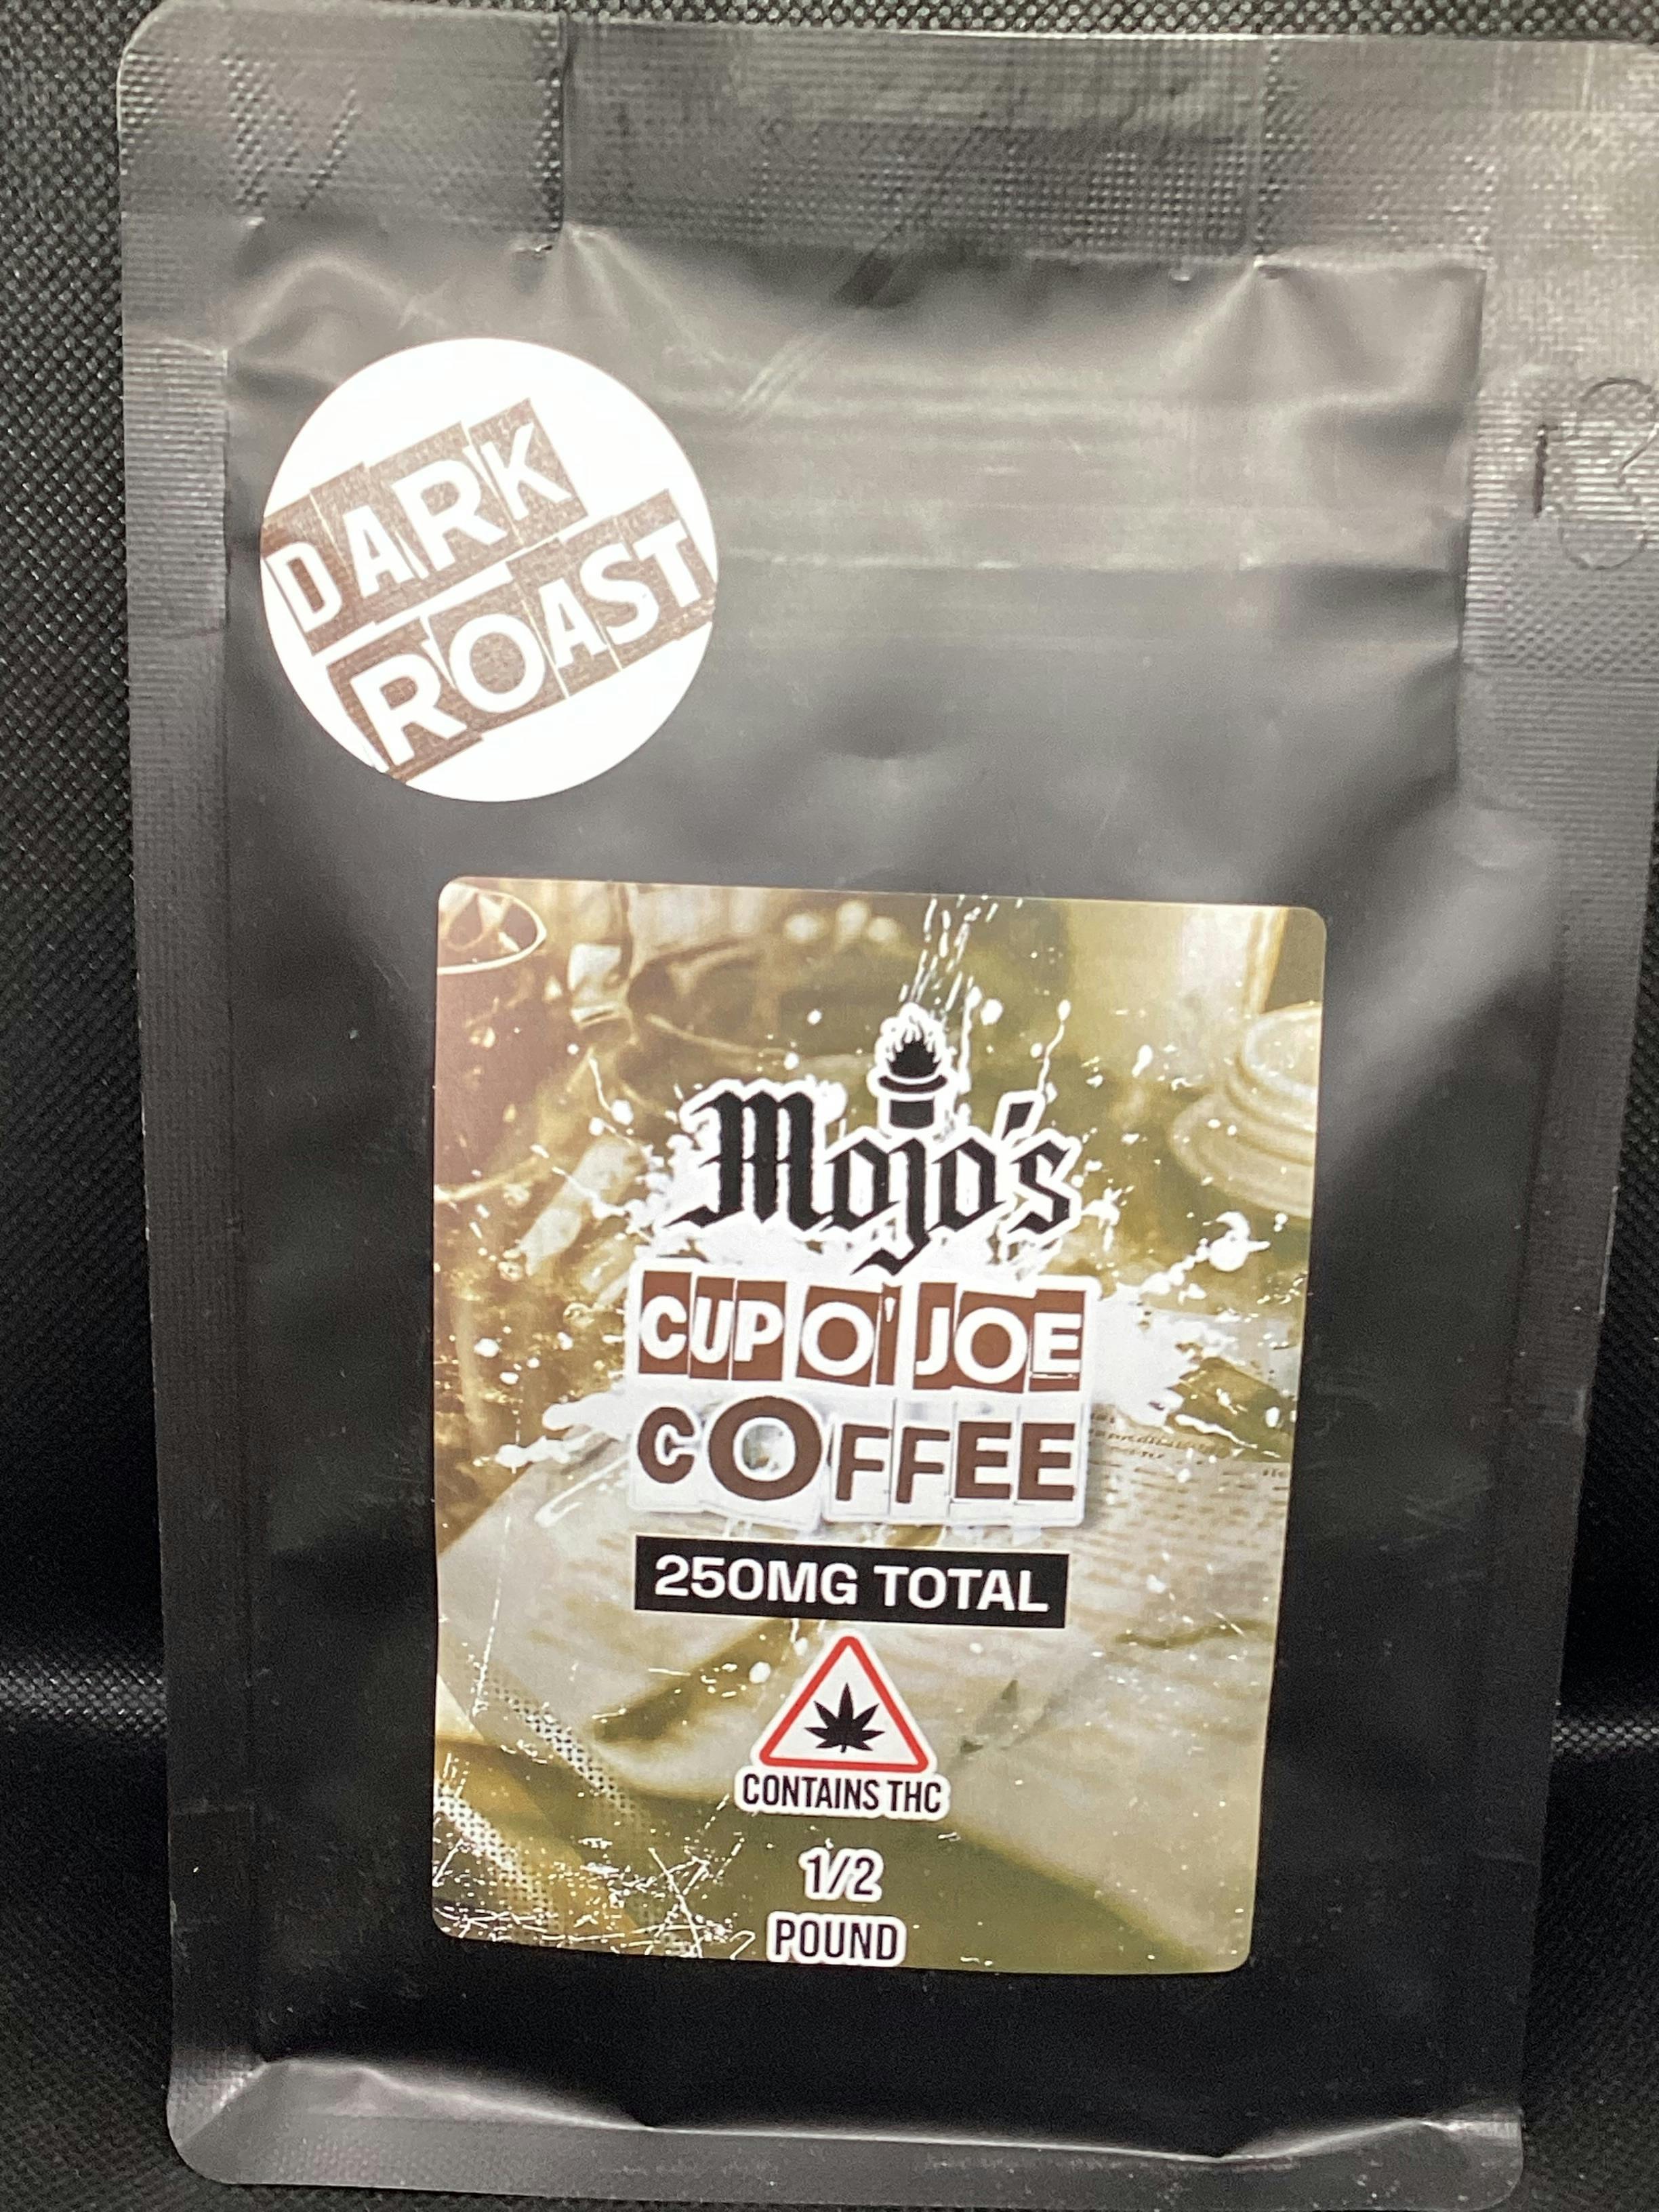 DARK
ROAST
Mojo's
CUP O' JOE
COFFEE
250MG TOTAL
CONTAINS THC
1/2
POUND